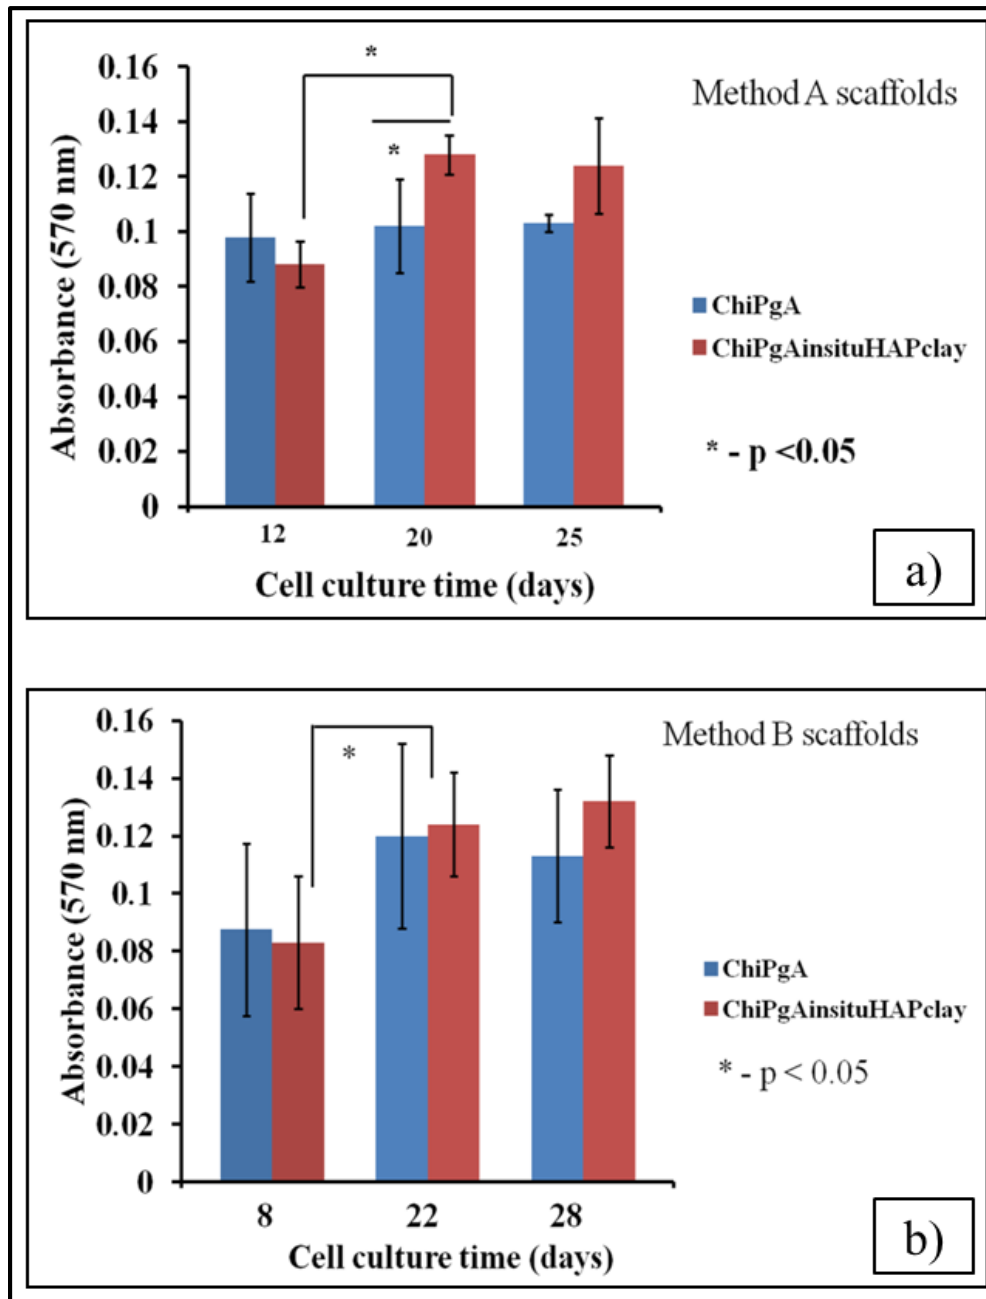 *
Method A scaffolds
*
0.16
0.14
0.12
0.1
0.08
0.06
0.04
0.02
0
Absorbance (570 nm)
ChiPgA
ChiPgAinsituHAPclay
* - p <0.05
12 20 25
Cell culture time (days)
a)
Method B scaffolds
*
0.16
0.14
0.12
0.1
0.08
0.06
0.04
0.02
0
Absorbance (570 nm)
ChiPgA
ChiPgAinsituHAPclay
* - p < 0.05
8 22 28
Cell culture time (days)
b)